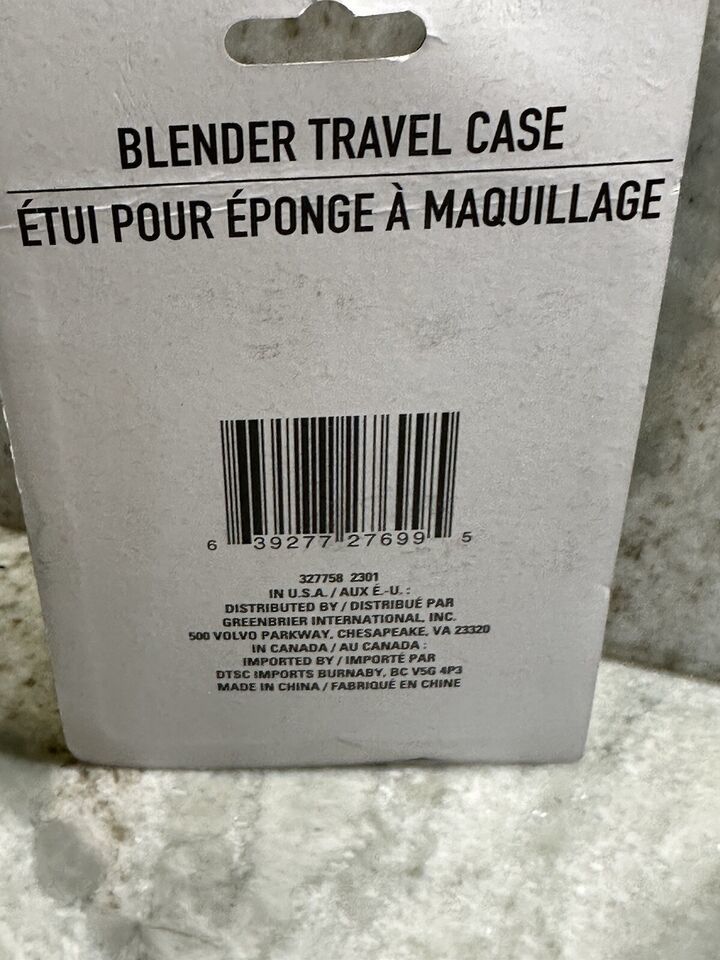 BLENDER TRAVEL CASE
ÉTUI POUR ÉPONGE À MAQUILLAGE
6 39277 27699 5
327758 2301
IN U.S.A. / AUX É.-U. :
DISTRIBUTED BY / DISTRIBUÉ PAR
GREENBRIER INTERNATIONAL, INC.
500 VOLVO PARKWAY, CHESAPEAKE, VA 23320
IN CANADA / AU CANADA :
IMPORTED BY / IMPORTÉ PAR
DTSC IMPORTS BURNABY, BC V5G 4P3
MADE IN CHINA / FABRIQUÉ EN CHINE